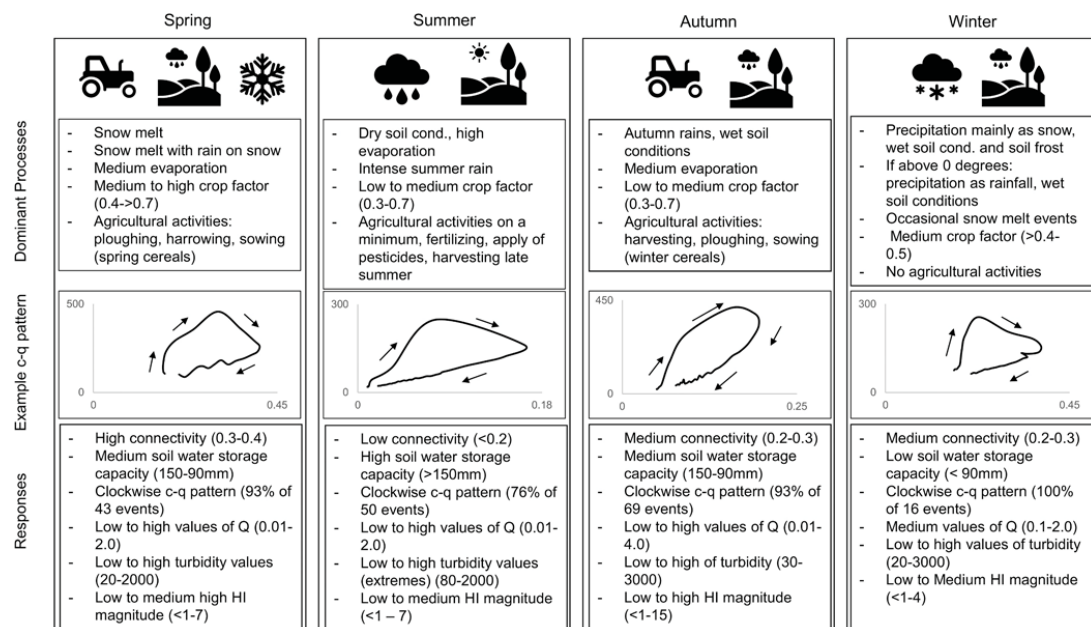 Spring
Summer
Autumn
Winter
Dominant Processes
- Snow melt
- Snow melt with rain on snow
- Medium evaporation
- Medium to high crop factor
(0.4->0.7)
- Agricultural activities:
ploughing, harrowing, sowing
(spring cereals)
- Dry soil cond., high
evaporation
- Intense summer rain
- Low to medium crop factor
(0.3-0.7)
- Agricultural activities on a
minimum, fertilizing, apply of
pesticides, harvesting late
summer
- Autumn rains, wet soil
conditions
- Medium evaporation
- Low to medium crop factor
(0.3-0.7)
- Agricultural activities:
harvesting, ploughing, sowing
(winter cereals)
- Precipitation mainly as snow,
wet soil cond. and soil frost
- If above 0 degrees:
precipitation as rainfall, wet
soil conditions
- Occasional snow melt events
- Medium crop factor (>0.4-
0.5)
- No agricultural activities
Example c-q pattern
500
0
0
0.45
300
0
0
0.18
450
0
0
0.25
300
0
0
0.45
Responses
- High connectivity (0.3-0.4)
- Medium soil water storage
capacity (150-90mm)
- Clockwise c-q pattern (93% of
43 events)
- Low to high values of Q (0.01-
2.0)
- Low to high turbidity values
(20-2000)
- Low to medium high HI
magnitude (<1-7)
- Low connectivity (<0.2)
- High soil water storage
capacity (>150mm)
- Clockwise c-q pattern (76% of
50 events)
- Low to high values of Q (0.01-
2.0)
- Low to high turbidity values
(extremes) (80-2000)
- Low to medium HI magnitude
(<1 – 7)
- Medium connectivity (0.2-0.3)
- Medium soil water storage
capacity (150-90mm)
- Clockwise c-q pattern (93% of
69 events)
- Low to high values of Q (0.01-
4.0)
- Low to high of turbidity (30-
3000)
- Low to high HI magnitude
(<1-15)
- Medium connectivity (0.2-0.3)
- Low soil water storage
capacity (< 90mm)
- Clockwise c-q pattern (100%
of 16 events)
- Medium values of Q (0.1-2.0)
- Low to high values of turbidity
(20-3000)
- Low to Medium HI magnitude
(<1-4)